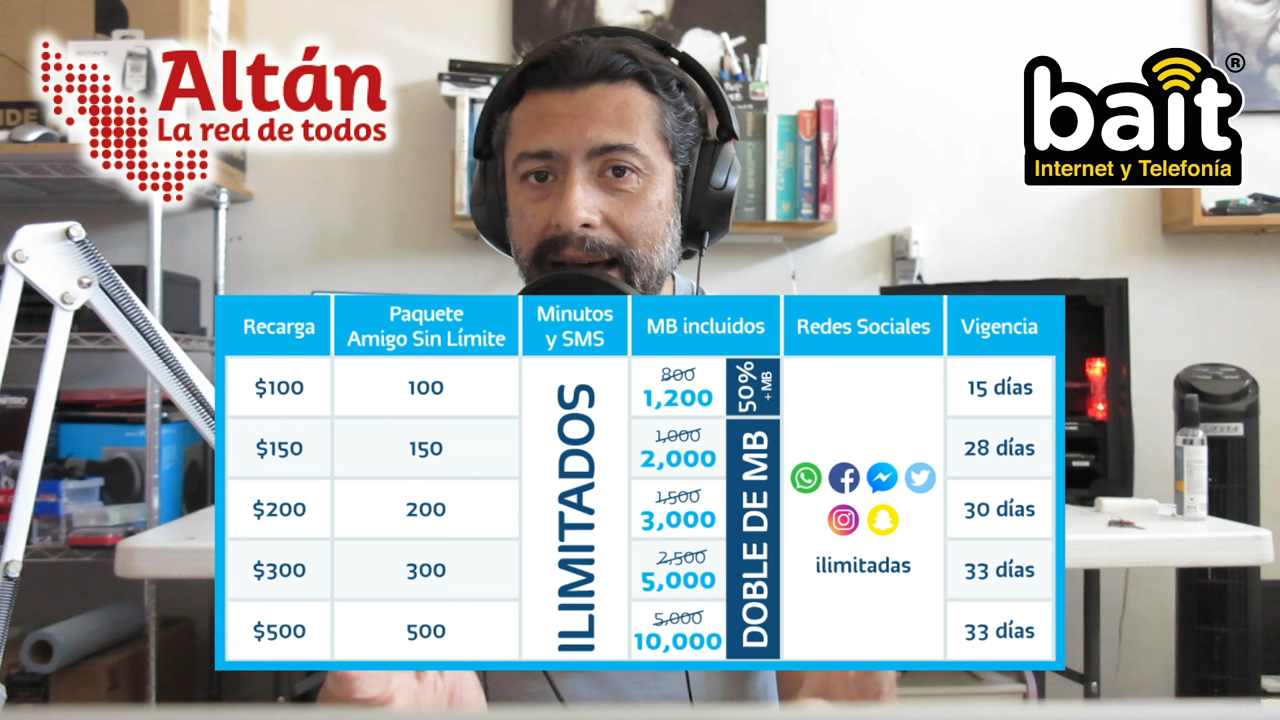 Altán
La red de todos
bait ®
Internet y Telefonía
SONY
Recarga
Paquete
Amigo Sin Límite
Minutos
y SMS
MB incluidos
Redes Sociales
Vigencia
$100
100
800
1,200
50%
+ MB
15 días
$150
150
1,000
2,000
28 días
$200
200
1,500
3,000
30 días
$300
300
2,500
5,000
33 días
$500
500
5,000
10,000
33 días
ILIMITADOS
DOBLE DE MB
ilimitadas